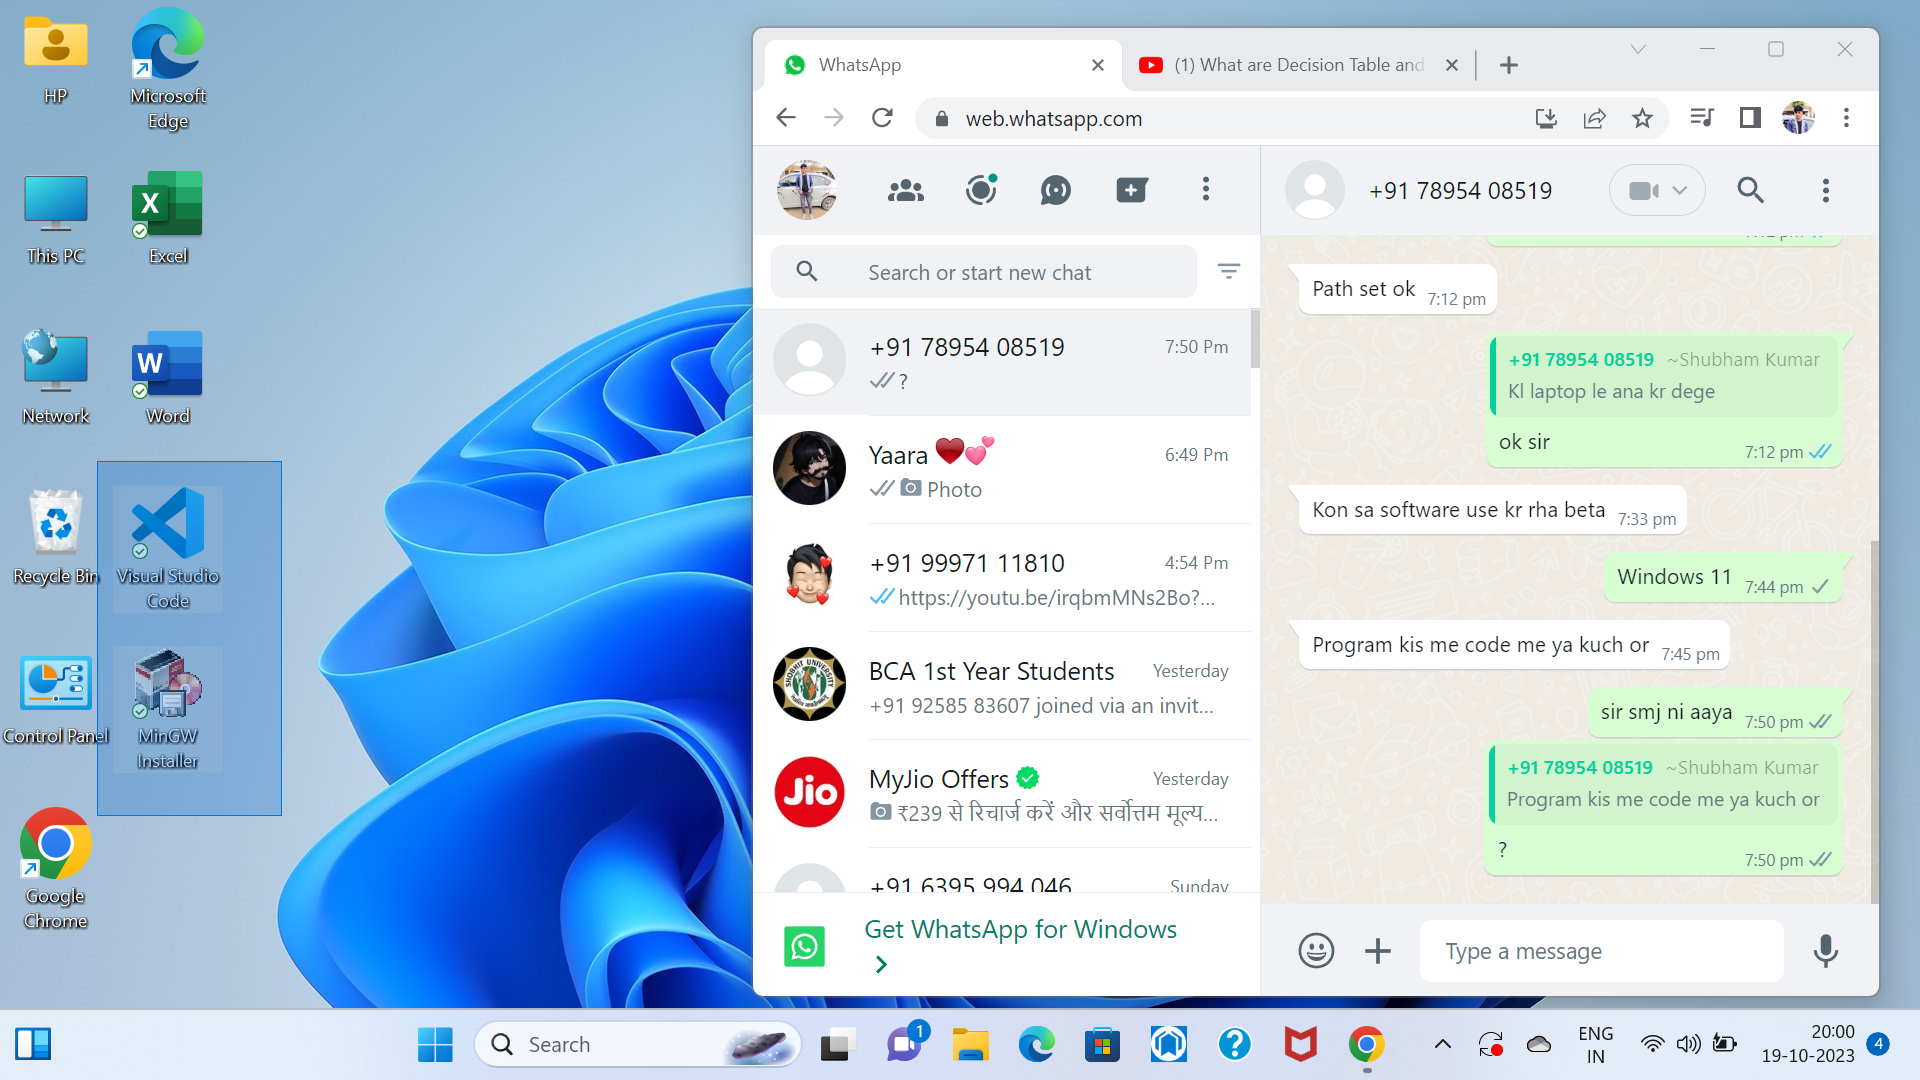 HP
Microsoft
Edge
This PC
Excel
Network
Word
Recycle Bin
Visual Studio
Code
Control Panel
MinGW
Installer
Google
Chrome
WhatsApp
(1) What are Decision Table and
web.whatsapp.com
Search or start new chat
+91 78954 08519
7:50 Pm
?
Yaara
6:49 Pm
Photo
+91 99971 11810
4:54 Pm
https://youtu.be/irqbmMNs2Bo?...
BCA 1st Year Students
Yesterday
+91 92585 83607 joined via an invit...
Jio
MyJio Offers
Yesterday
₹239 से रिचार्ज करें और सर्वोत्तम मूल्य...
+91 6395 994 046
Sunday
Get WhatsApp for Windows
+91 78954 08519
7:12 pm
Path set ok
7:12 pm
+91 78954 08519 ~Shubham Kumar
Kl laptop le ana kr dege
ok sir
7:12 pm
Kon sa software use kr rha beta
7:33 pm
Windows 11
7:44 pm
Program kis me code me ya kuch or
7:45 pm
sir smj ni aaya
7:50 pm
+91 78954 08519 ~Shubham Kumar
Program kis me code me ya kuch or
?
7:50 pm
Type a message
Search
1
ENG
IN
20:00
19-10-2023
4